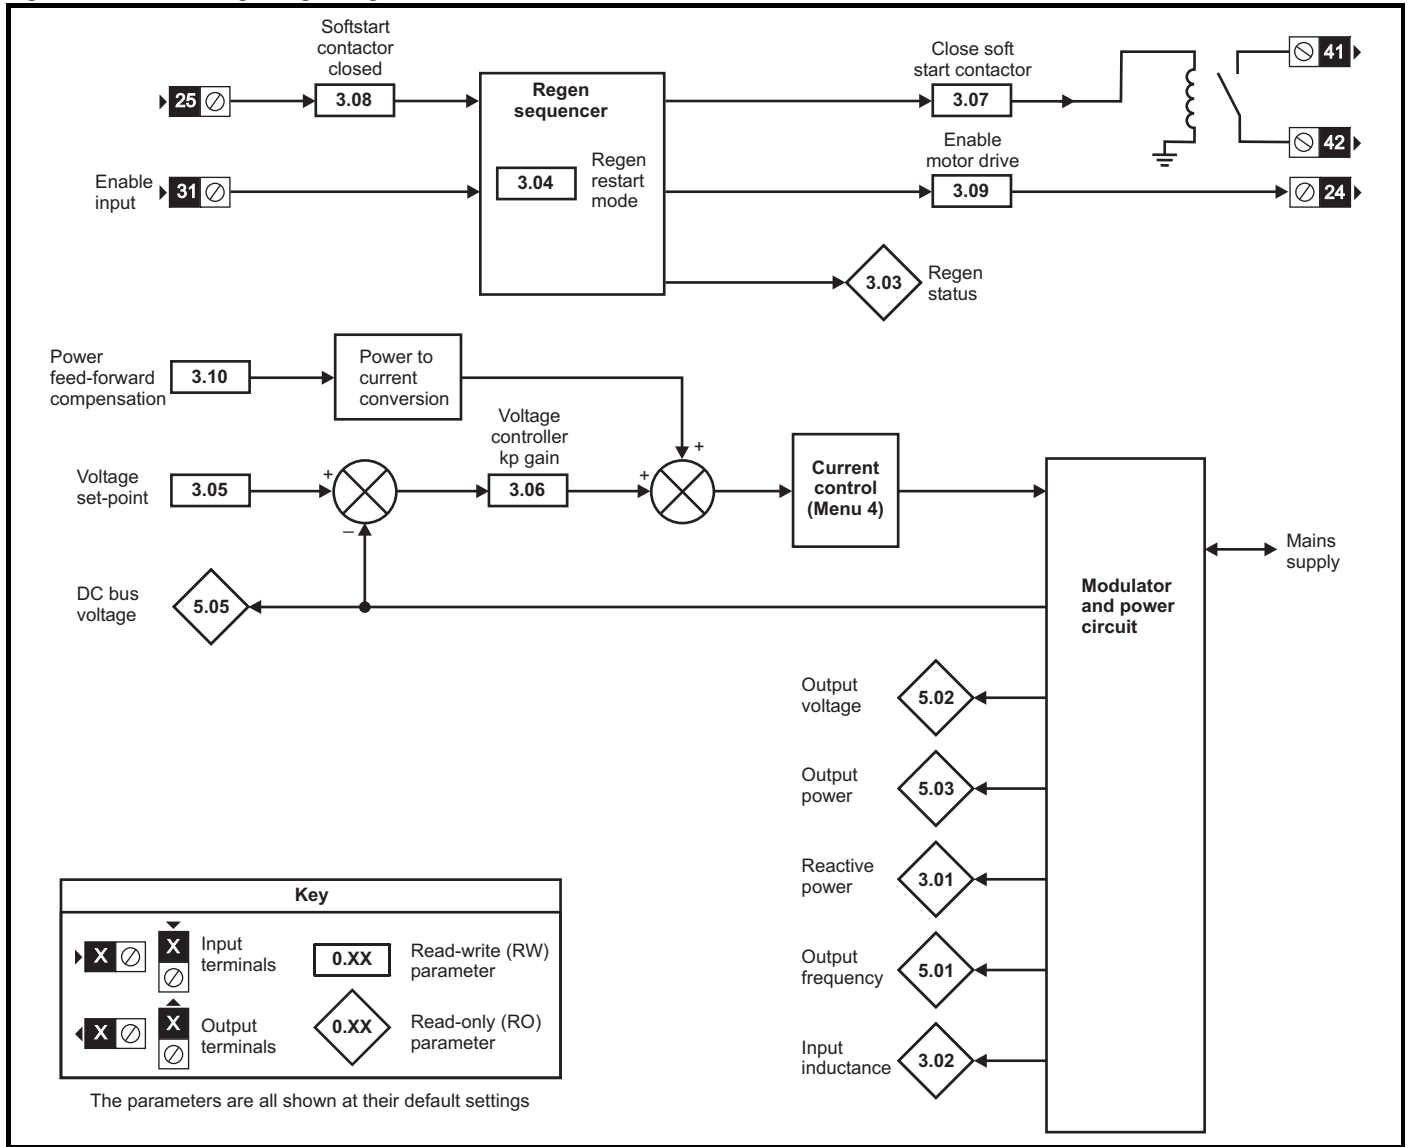 Softstart
contactor
closed
25
3.08
Regen
sequencer
Close soft
start contactor
3.07
41
42
Enable
input
31
3.04
Regen
restart
mode
Enable
motor drive
3.09
24
3.03
Regen
status
Power
feed-forward
compensation
3.10
Power to
current
conversion
Voltage
controller
kp gain
+
Voltage
set-point
3.05
+
–
3.06
+
Current
control
(Menu 4)
Mains
supply
DC bus
voltage
5.05
Modulator
and power
circuit
Output
voltage
5.02
Output
power
5.03
Reactive
power
3.01
Output
frequency
5.01
Input
inductance
3.02
Key
X
X
Input
terminals
0.XX
Read-write (RW)
parameter
X
X
Output
terminals
0.XX
Read-only (RO)
parameter
The parameters are all shown at their default settings